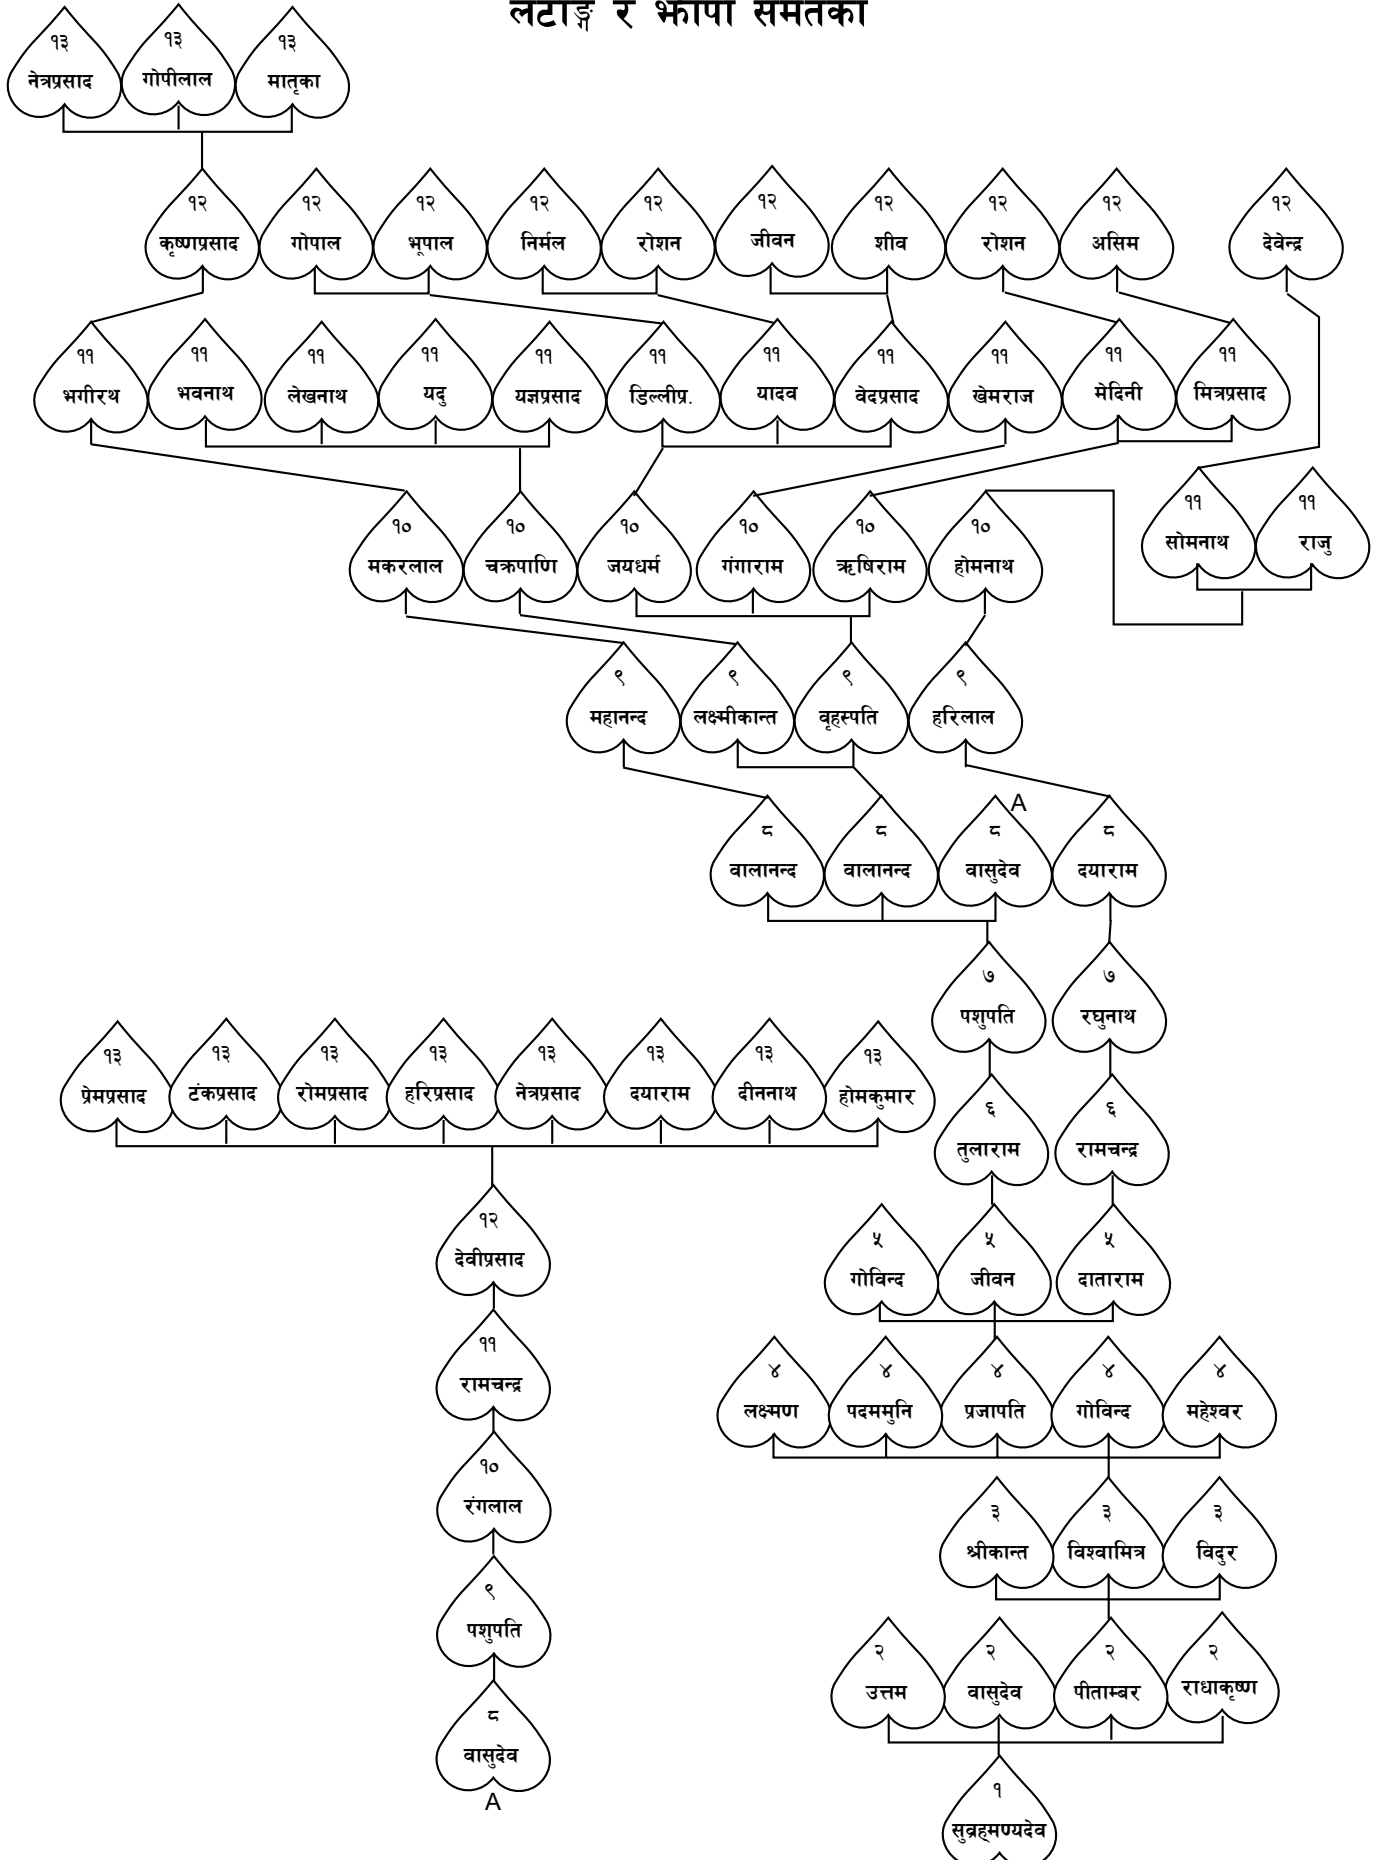 लटाङ्ग र झापा समेतको
१३ १३ १३
नेत्रप्रसाद गोपीलाल मातृका
१२ १२ १२ १२ १२ १२ १२ १२ १२ १२
कृष्णप्रसाद गोपाल भूपाल निर्मल रोशन जीवन शीव रोशन असिम देवेन्द्र
११ ११ ११ ११ ११ ११ ११ ११ ११ ११ ११
भगीरथ भवनाथ लेखनाथ यदु यज्ञप्रसाद डिल्लीप्र. यादव वेदप्रसाद खेमराज मेदिनी मित्रप्रसाद
११ ११
सोमनाथ राजु
१० १० १० १० १० १०
मकरलाल चक्रपाणि जयधर्म गंगाराम ऋषिराम होमनाथ
९ ९ ९ ९
महानन्द लक्ष्मीकान्त वृहस्पति हरिलाल
A
८ ८ ८ ८
वालानन्द वालानन्द वासुदेव दयाराम
७ ७
पशुपति रघुनाथ
१३ १३ १३ १३ १३ १३ १३ १३
प्रेमप्रसाद टंकप्रसाद रोमप्रसाद हरिप्रसाद नेत्रप्रसाद दयाराम दीननाथ होमकुमार
६ ६
तुलाराम रामचन्द्र
१२
देवीप्रसाद
५ ५ ५
गोविन्द जीवन दाताराम
११
रामचन्द्र
४ ४ ४ ४ ४
लक्ष्मण पदममुनि प्रजापति गोविन्द महेश्वर
१०
रंगलाल
३ ३ ३
श्रीकान्त विश्वामित्र विदुर
९
पशुपति
२ २ २ २
उत्तम वासुदेव पीताम्बर राधाकृष्ण
८
वासुदेव
A
१
सुव्रह्मण्यदेव